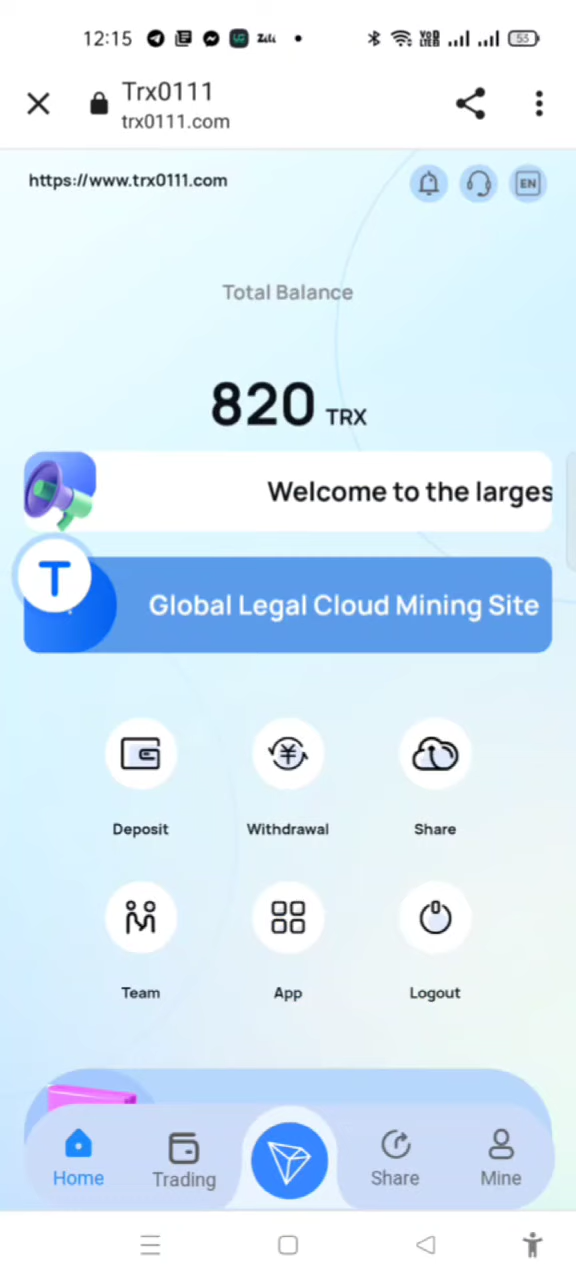 12:15
55
Trx0111
trx0111.com
https://www.trx0111.com
EN
Total Balance
820 TRX
Welcome to the larges
T
Global Legal Cloud Mining Site
Deposit
Withdrawal
Share
Team
App
Logout
Home
Trading
Share
Mine